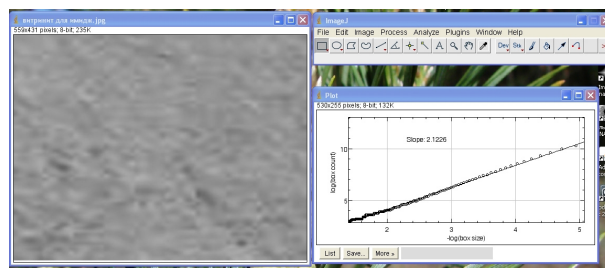 интринит для имидж.jpg
559x431 pixels; 8-bit; 235K
ImageJ
File Edit Image Process Analyze Plugins Window Help
A Dev Stk
Plot
530x255 pixels; 8-bit; 132K
Slope: 2.1226
log(box count)
10
5
2 3 4 5
-log(box size)
List Save... More »